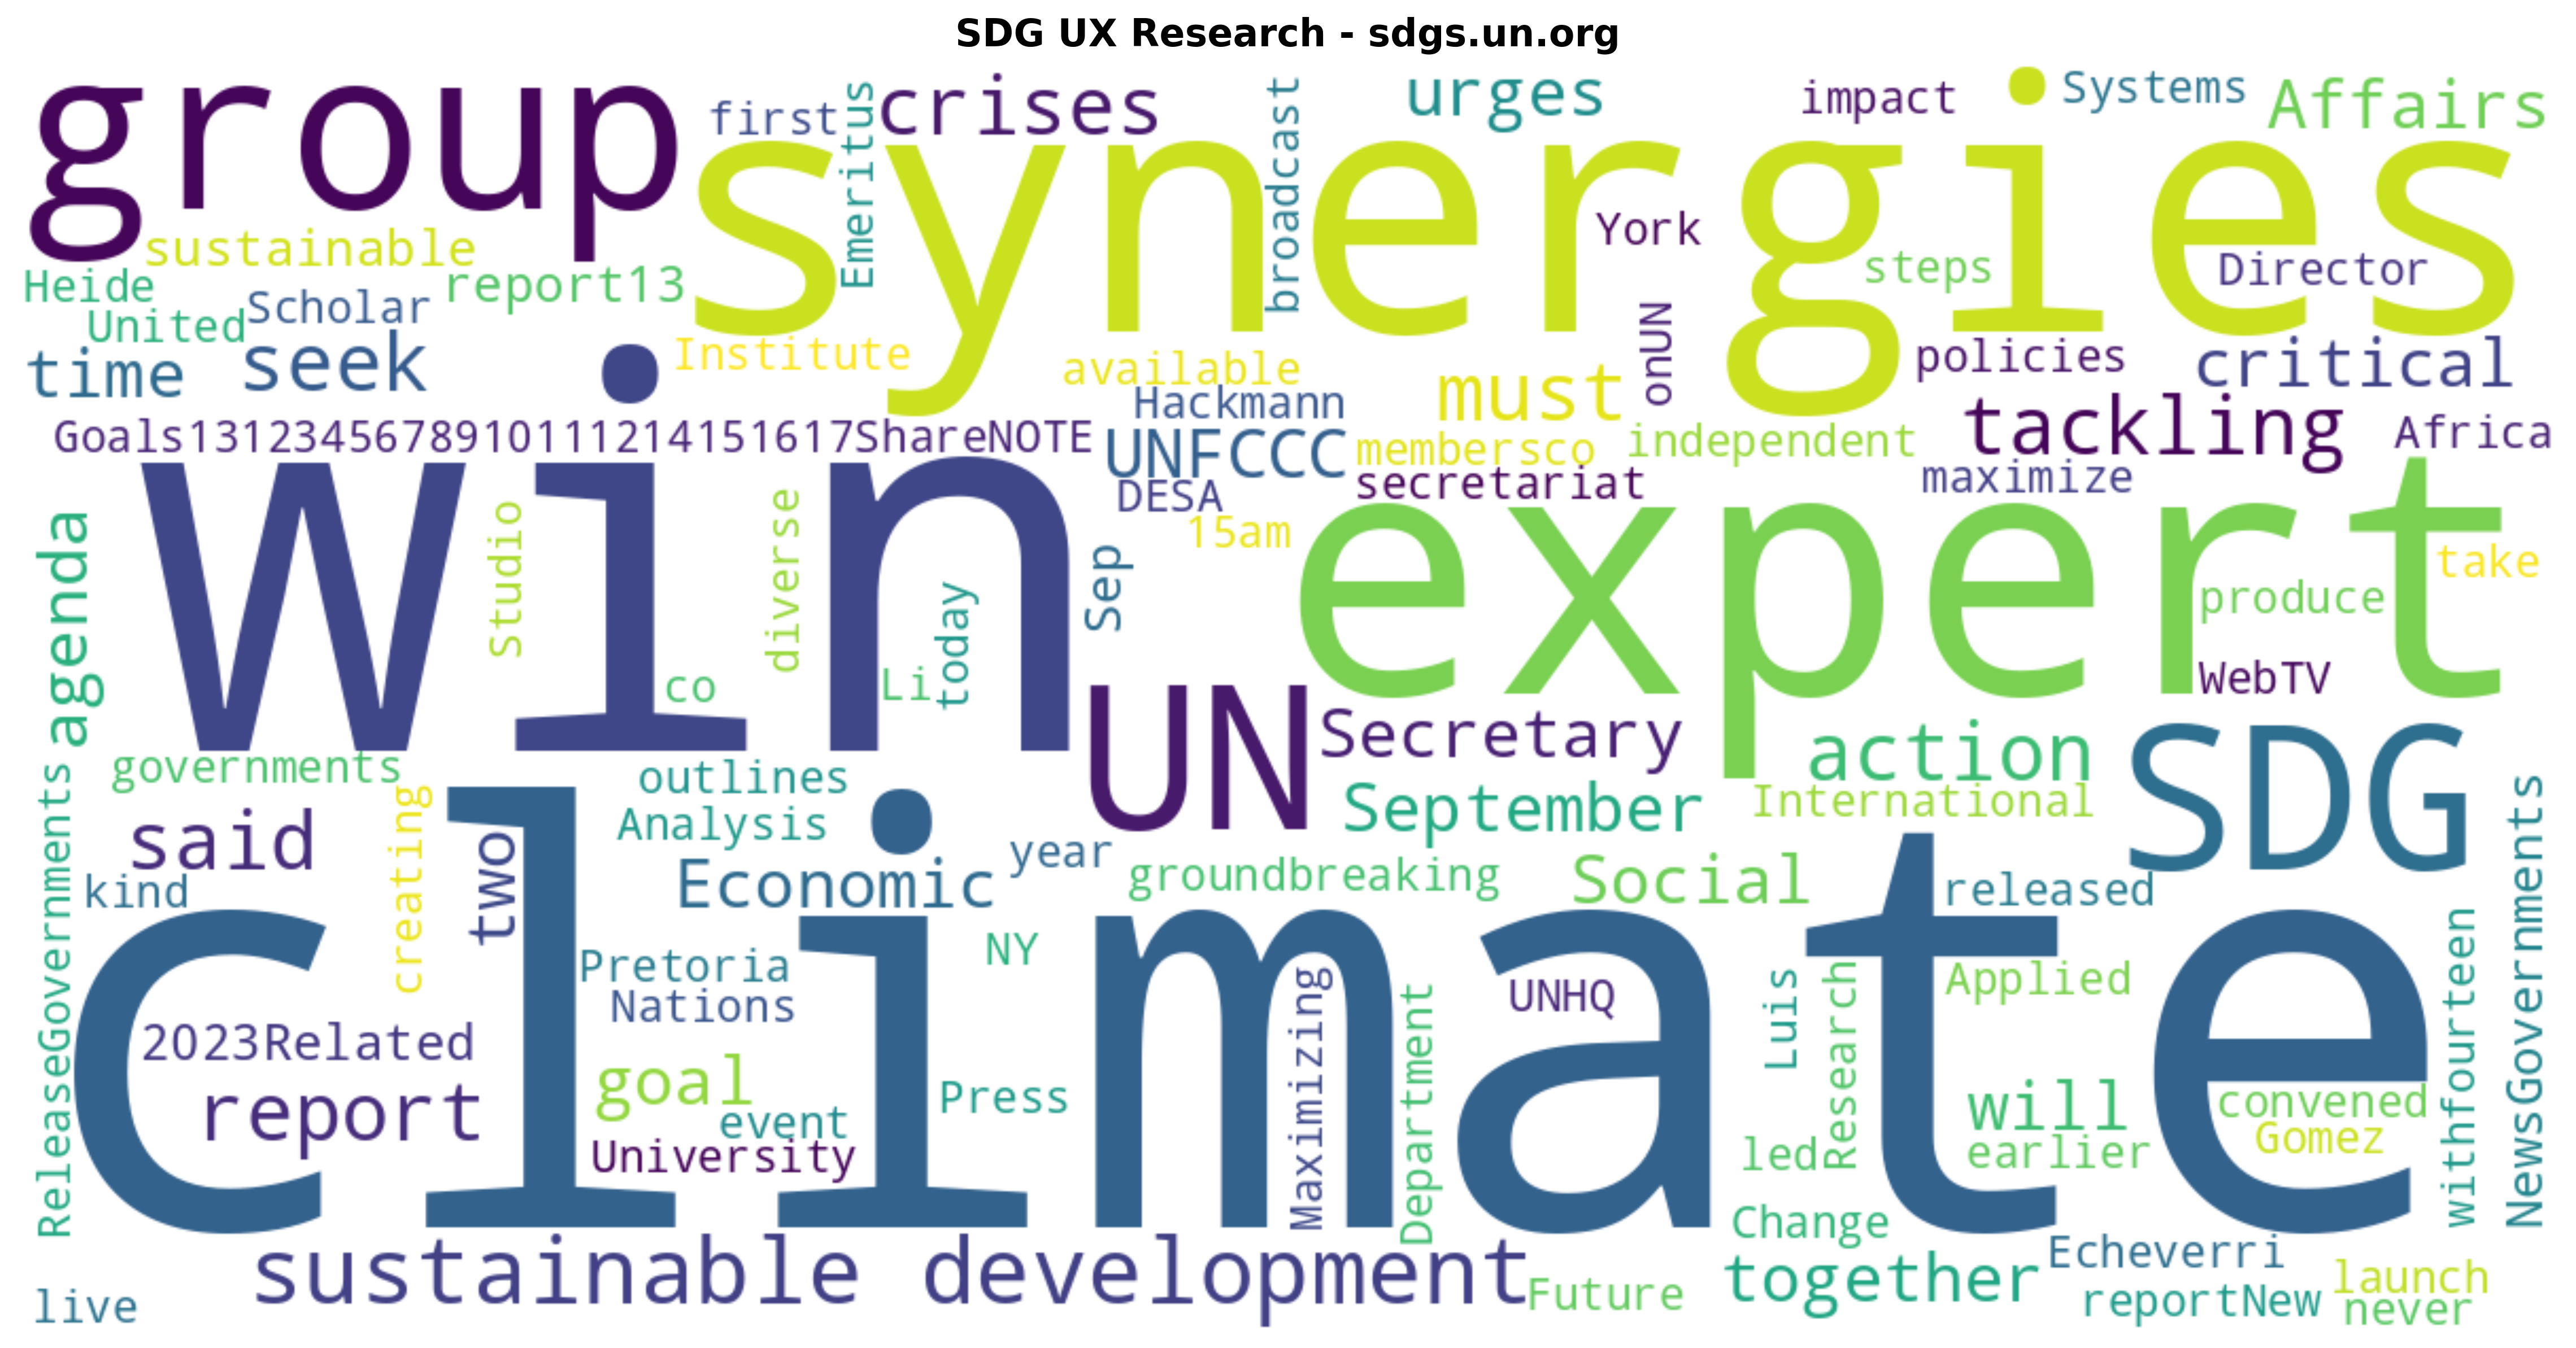 SDG UX Research - sdgs.un.org
group
first
Emeritus
crises
broadcast
urges
impact
Systems
Affairs
synergies
York
sustainable
Heide
report13
Scholar
United
steps
Director
onUN
time
seek
Institute
available
Hackmann
must
policies
critical
Goals1312345678910111214151617ShareNOTE
UNFCCC
membersco
independent
tackling
Africa
DESA
secretariat
maximize
15am
win
expert
agenda
Studio
diverse
today
Sep
take
produce
co
Li
WebTV
UN
Secretary
action
SDG
governments
outlines
September
International
Analysis
said
creating
two
year
Economic
groundbreaking
Social
released
kind
climate
ReleaseGovernments
NewsGovernments
withfourteen
NY
Pretoria
Nations
UNHQ
Applied
Luis
Research
Maximizing
Department
2023Related
report
goal
Press
event
University
will
convened
Gomez
led
earlier
Change
sustainable development
Future
together
Echeverri
launch
live
reportNew
never